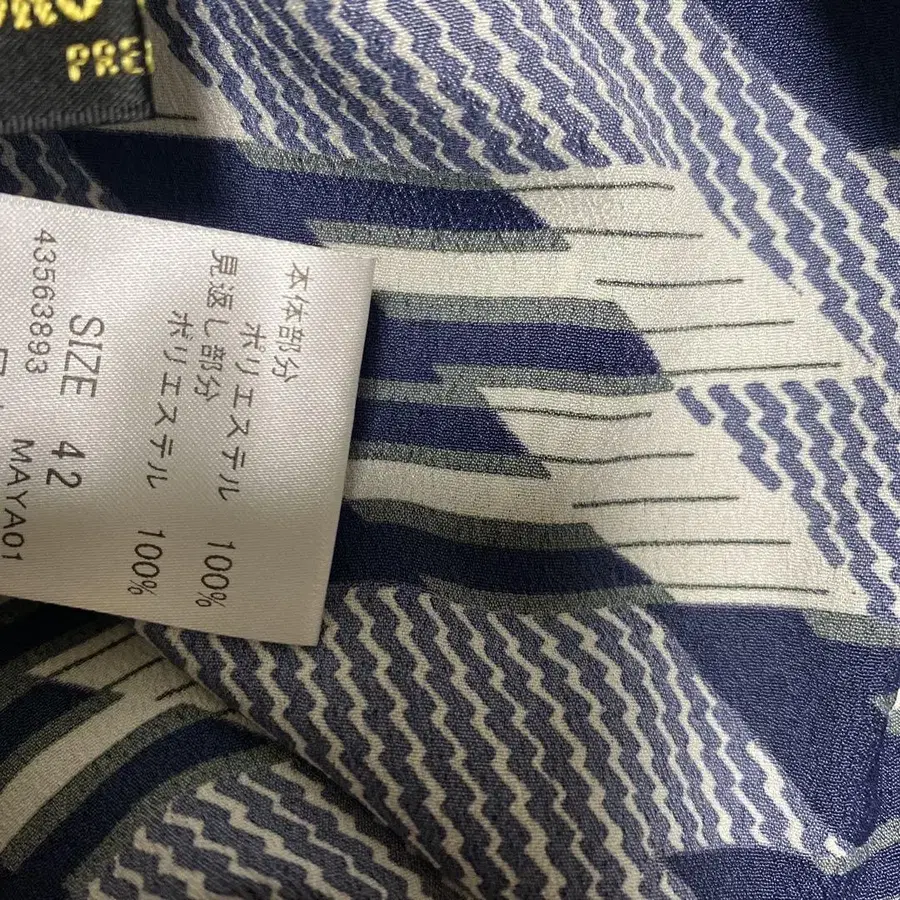 PRE
本体部分
ポリエステル 100%
見返し部分
ポリエステル 100%
SIZE 42
43563893 MAYA01